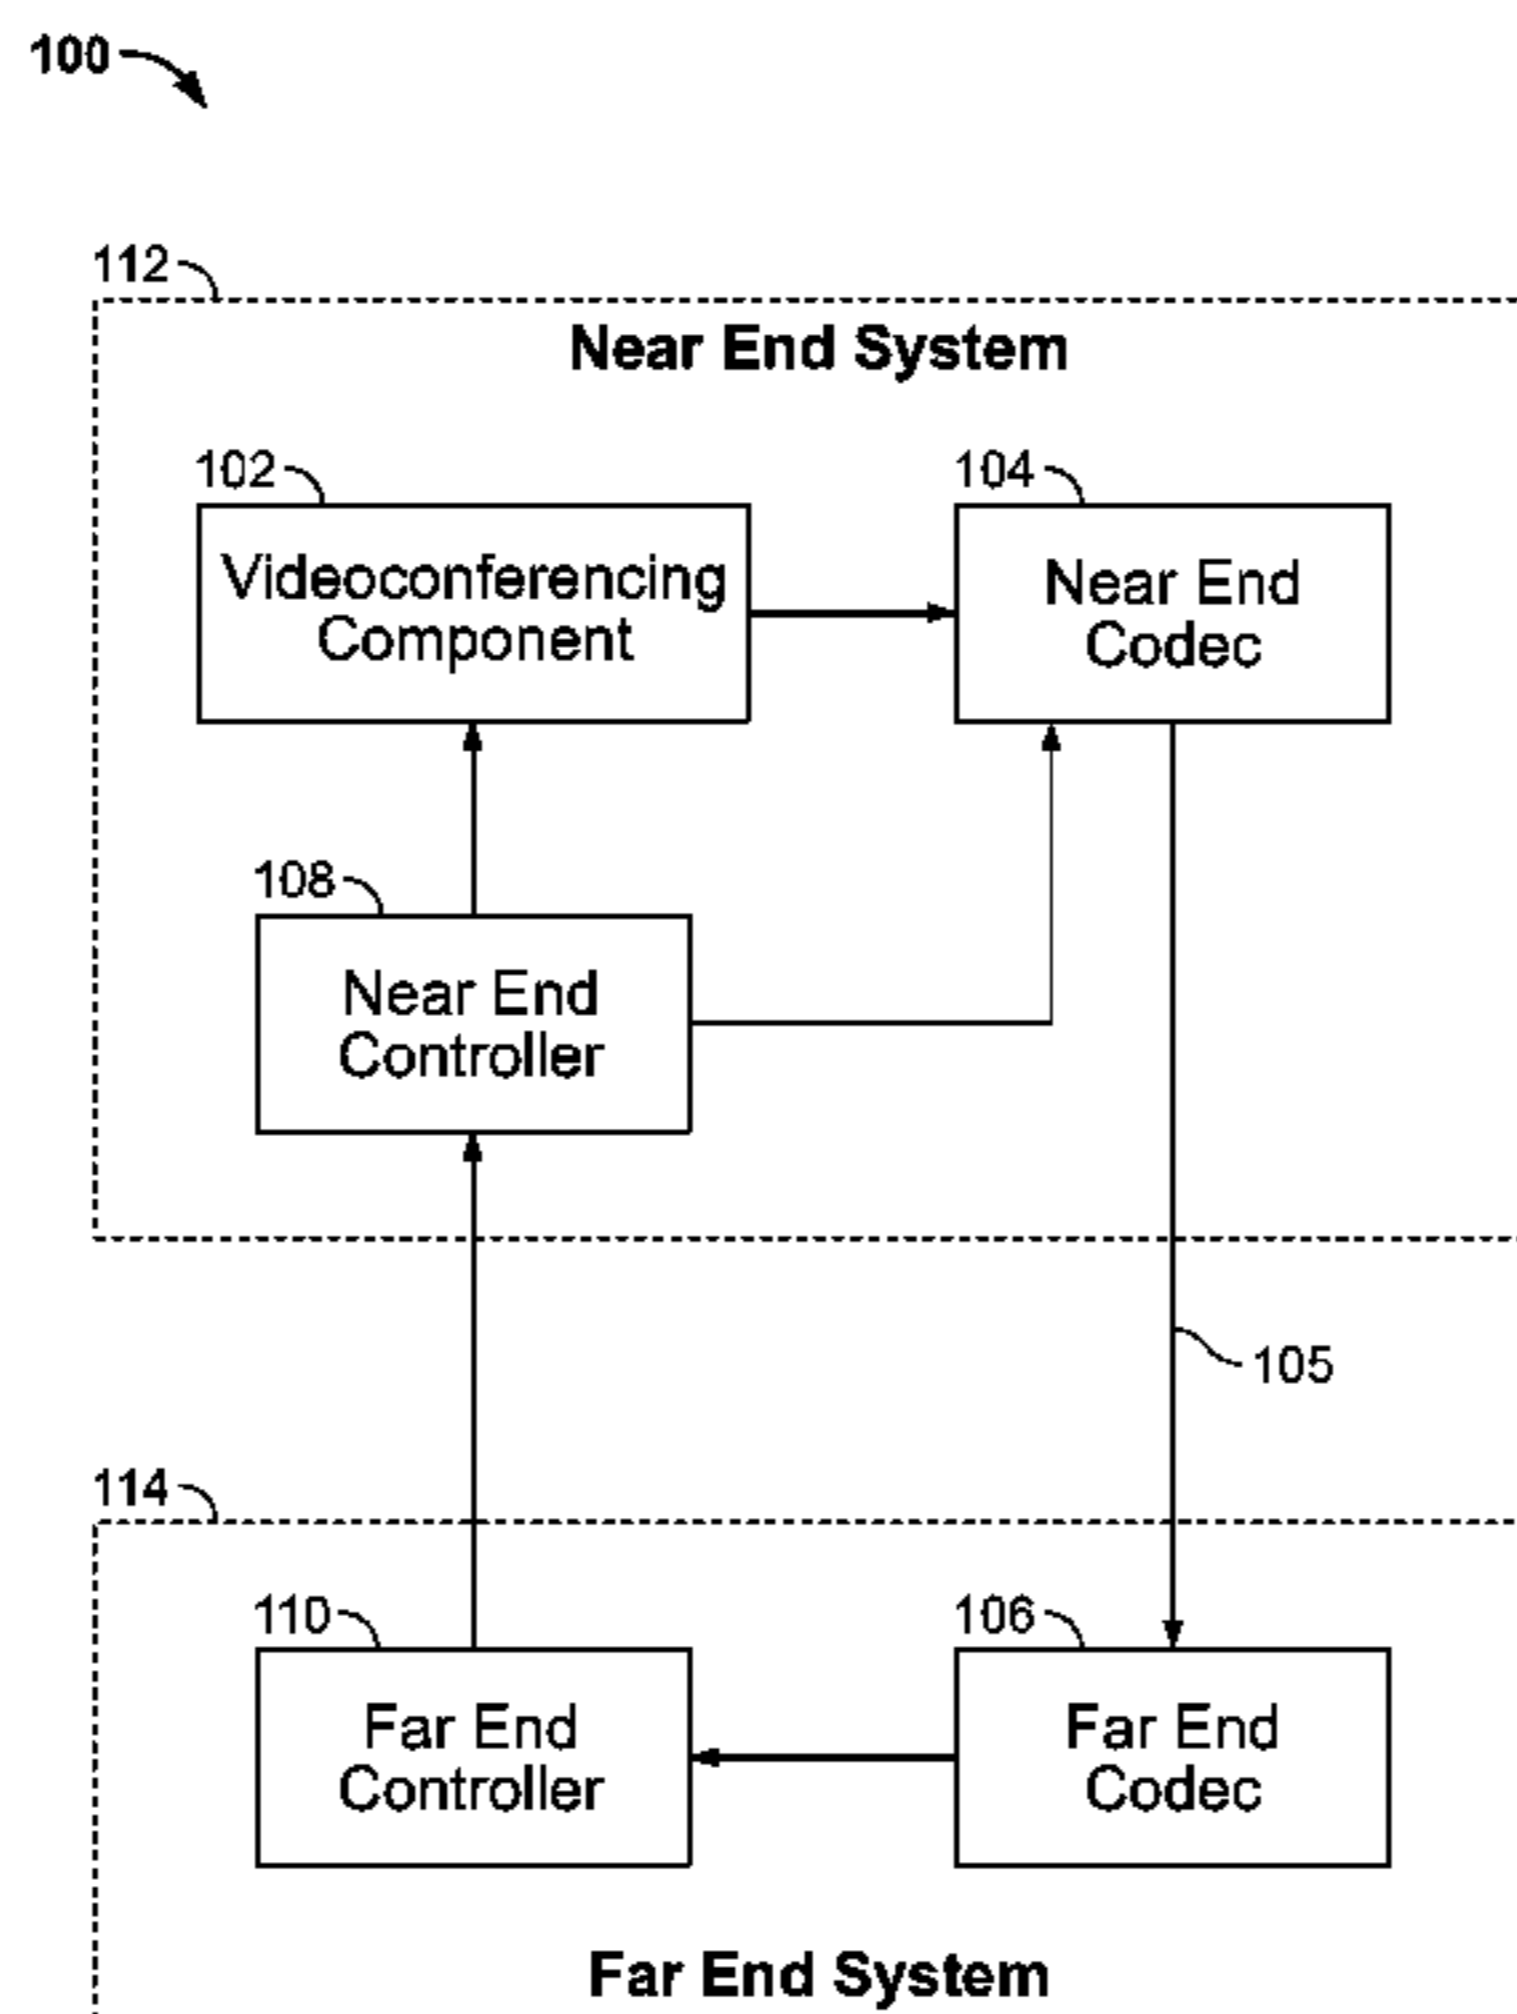 100
112
Near End System
102
104
Videoconferencing
Component
Near End
Codec
108
Near End
Controller
105
114
110
106
Far End
Controller
Far End
Codec
Far End System